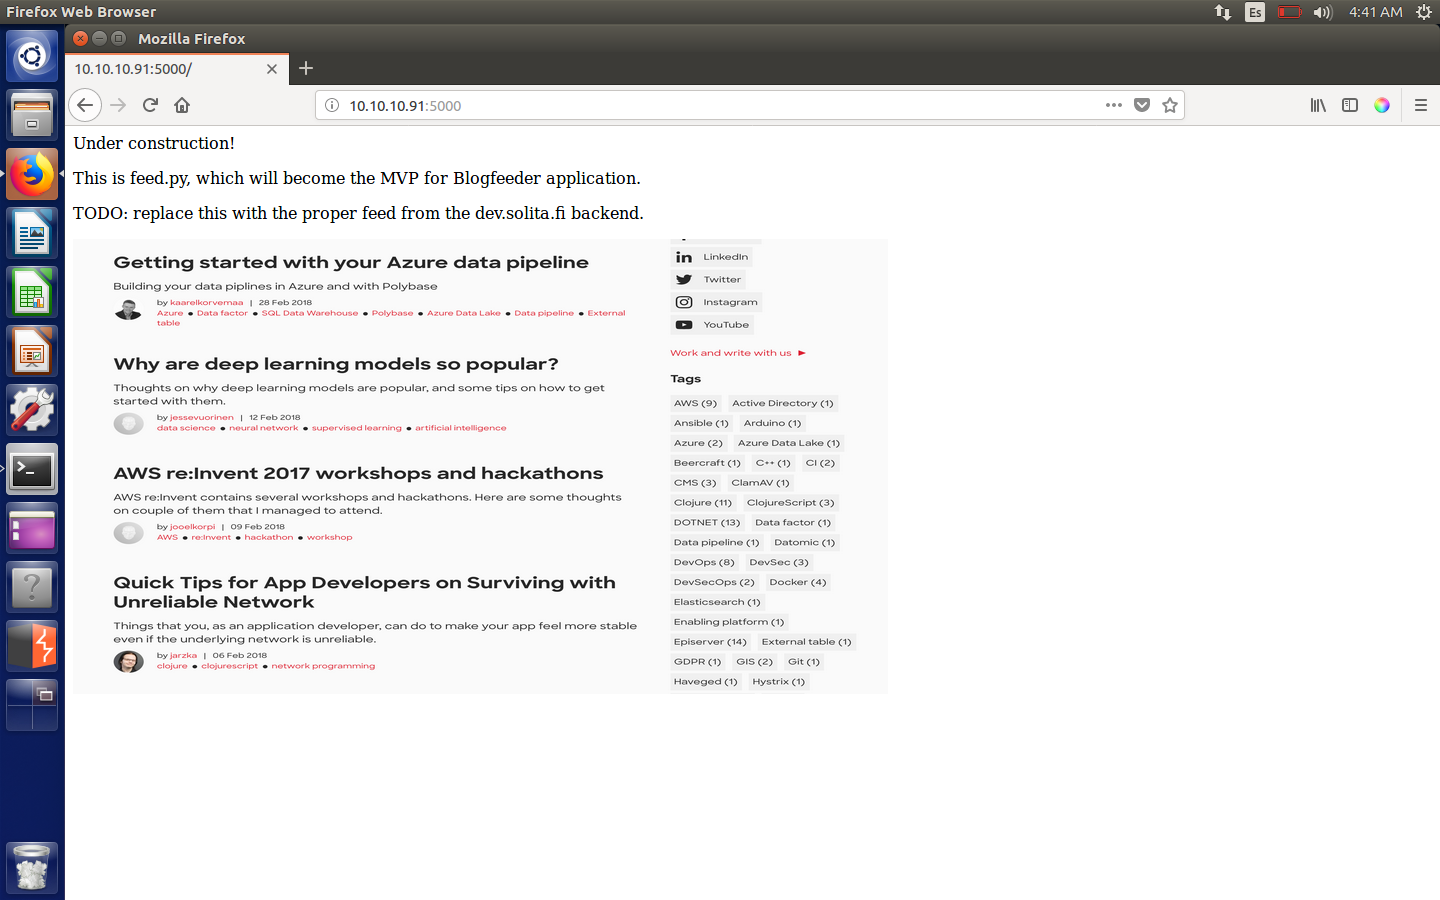 Firefox Web Browser
Es
4:41 AM
Mozilla Firefox
10.10.10.91:5000/
10.10.10.91:5000
Under construction!
This is feed.py, which will become the MVP for Blogfeeder application.
TODO: replace this with the proper feed from the dev.solita.fi backend.
Getting started with your Azure data pipeline
Building your data piplines in Azure and with Polybase
by kaarelkorvemaa | 28 Feb 2018
Azure • Data factor • SQL Data Warehouse • Polybase • Azure Data Lake • Data pipeline • External
table
Why are deep learning models so popular?
Thoughts on why deep learning models are popular, and some tips on how to get
started with them.
by jessevuorinen | 12 Feb 2018
data science • neural network • supervised learning • artificial intelligence
AWS re:Invent 2017 workshops and hackathons
AWS re:Invent contains several workshops and hackathons. Here are some thoughts
on couple of them that I managed to attend.
by jooelkorpi | 09 Feb 2018
AWS • re:Invent • hackathon • workshop
Quick Tips for App Developers on Surviving with
Unreliable Network
Things that you, as an application developer, can do to make your app feel more stable
even if the underlying network is unreliable.
by jarzka | 06 Feb 2018
clojure • clojurescript • network programming
LinkedIn
Twitter
Instagram
YouTube
Work and write with us ►
Tags
AWS (9) Active Directory (1)
Ansible (1) Arduino (1)
Azure (2) Azure Data Lake (1)
Beercraft (1) C++ (1) CI (2)
CMS (3) ClamAV (1)
Clojure (11) ClojureScript (3)
DOTNET (13) Data factor (1)
Data pipeline (1) Datomic (1)
DevOps (8) DevSec (3)
DevSecOps (2) Docker (4)
Elasticsearch (1)
Enabling platform (1)
Episerver (14) External table (1)
GDPR (1) GIS (2) Git (1)
Haveged (1) Hystrix (1)